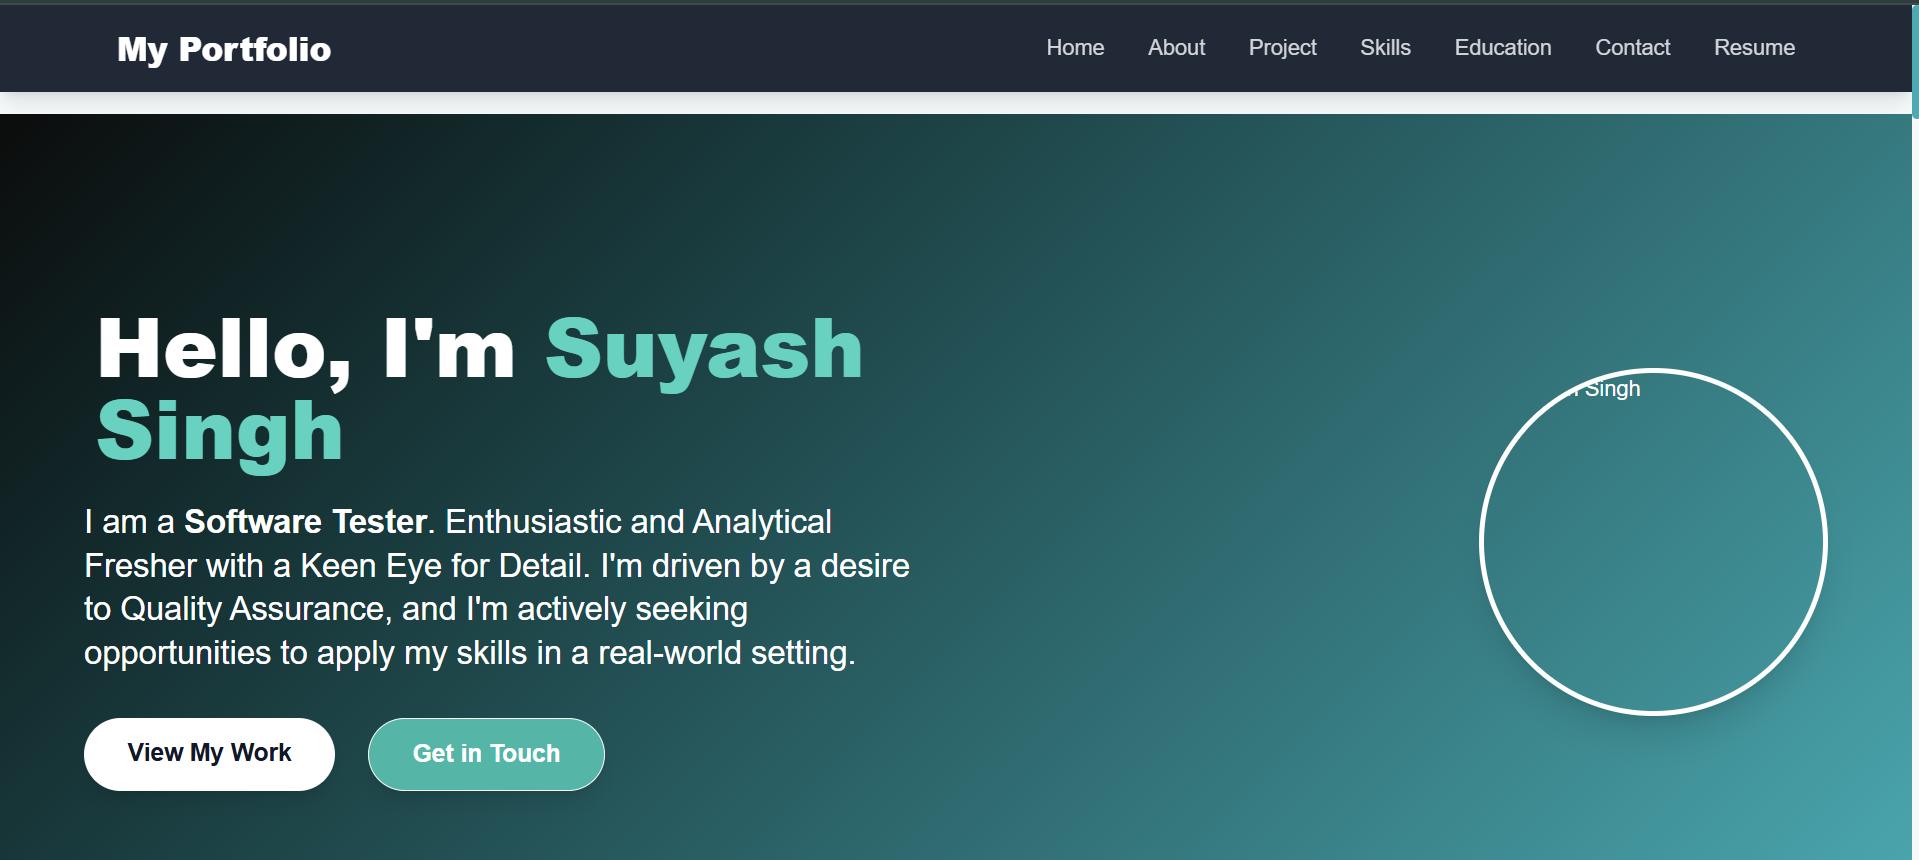 My Portfolio
Home About Project Skills Education Contact Resume
Hello, I'm Suyash
Singh
Singh
I am a Software Tester. Enthusiastic and Analytical
Fresher with a Keen Eye for Detail. I'm driven by a desire
to Quality Assurance, and I'm actively seeking
opportunities to apply my skills in a real-world setting.
View My Work
Get in Touch